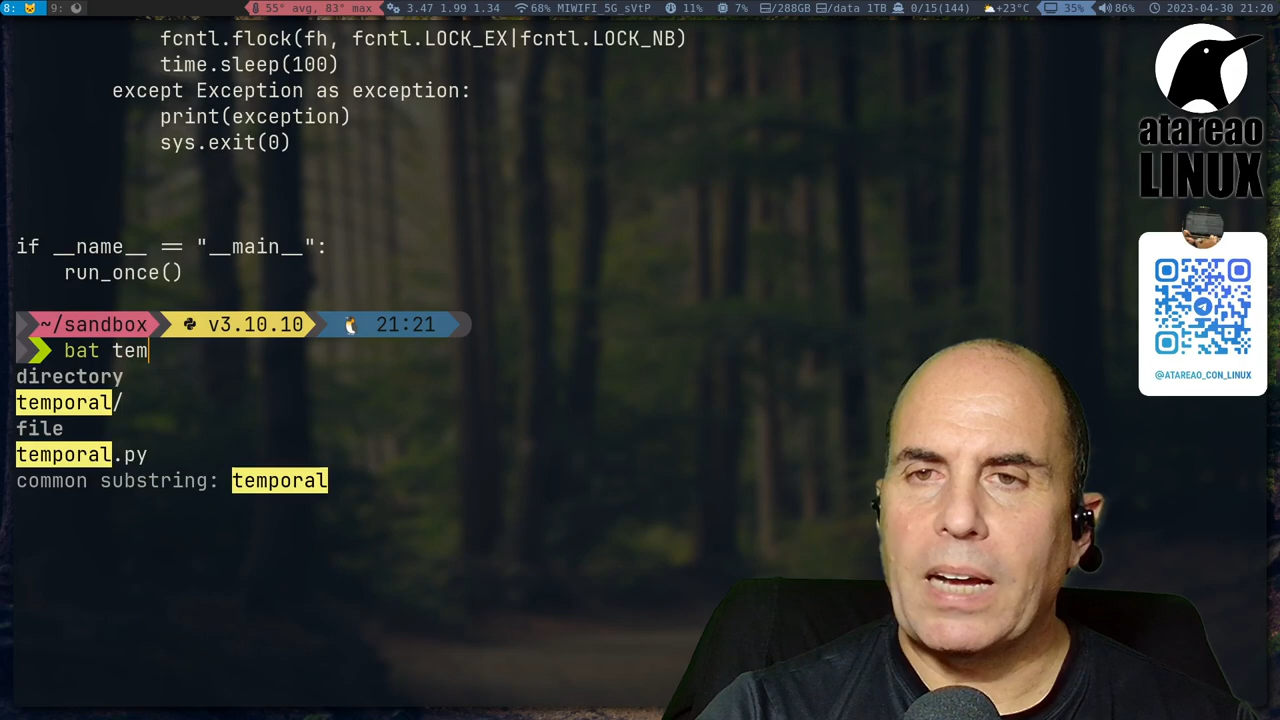 8: 9: 55° avg, 83° max 3.47 1.99 1.34 68% MIWIFI_5G_sVtP 11% 7% /288GB /data 1TB 0/15(144) +23°C 35% 86% 2023-04-30 21:20
fcntl.flock(fh, fcntl.LOCK_EX|fcntl.LOCK_NB)
time.sleep(100)
except Exception as exception:
print(exception)
sys.exit(0)
if __name__ == "__main__":
run_once()
~/sandbox v3.10.10 21:21
bat tem
directory
temporal/
file
temporal.py
common substring: temporal
atareao
LINUX
@ATAREAO_CON_LINUX